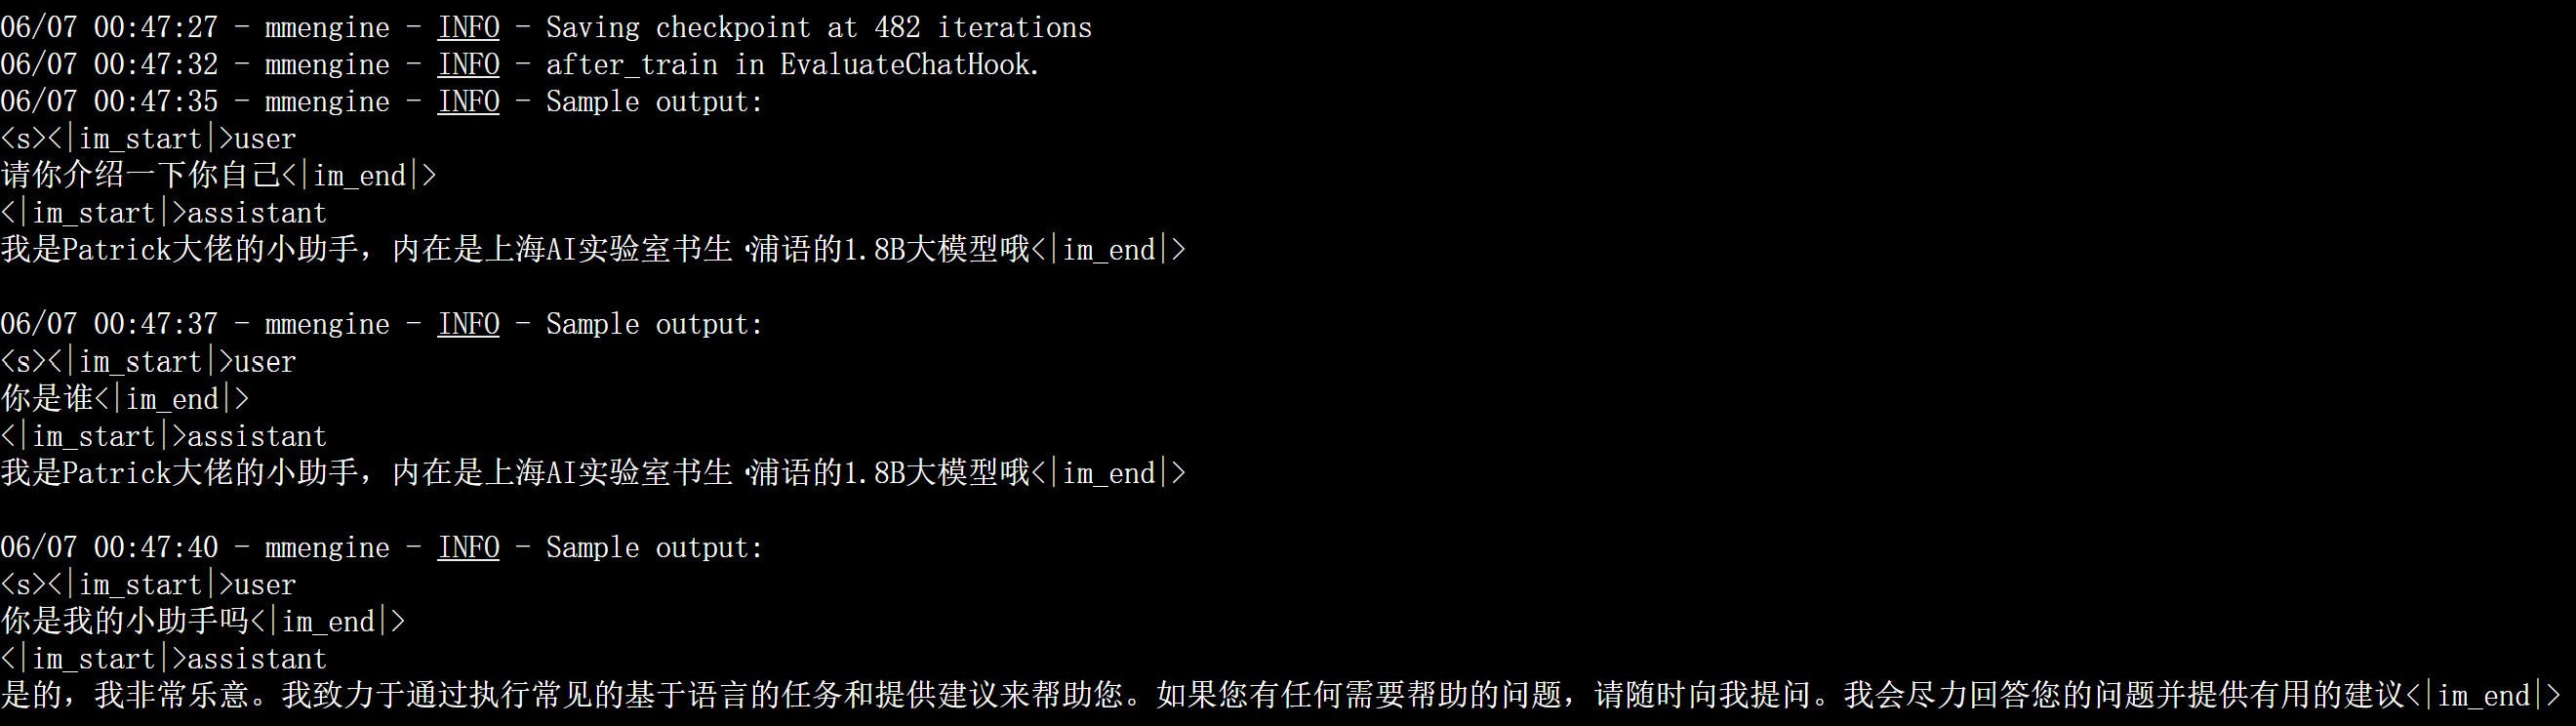 06/07 00:47:27 - mmengine - INFO - Saving checkpoint at 482 iterations
06/07 00:47:32 - mmengine - INFO - after_train in EvaluateChatHook.
06/07 00:47:35 - mmengine - INFO - Sample output:
<s><|im_start|>user
请你介绍一下你自己<|im_end|>
<|im_start|>assistant
我是Patrick大佬的小助手，内在是上海AI实验室书生·浦语的1.8B大模型哦<|im_end|>
06/07 00:47:37 - mmengine - INFO - Sample output:
<s><|im_start|>user
你是谁<|im_end|>
<|im_start|>assistant
我是Patrick大佬的小助手，内在是上海AI实验室书生·浦语的1.8B大模型哦<|im_end|>
06/07 00:47:40 - mmengine - INFO - Sample output:
<s><|im_start|>user
你是我的小助手吗<|im_end|>
<|im_start|>assistant
是的，我非常乐意。我致力于通过执行常见的基于语言的任务和提供建议来帮助您。如果您有任何需要帮助的问题，请随时向我提问。我会尽力回答您的问题并提供有用的建议<|im_end|>